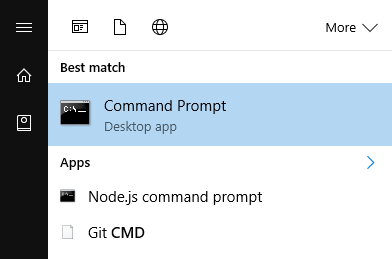 More
Best match
Command Prompt
Desktop app
Apps
Node.js command prompt
Git CMD